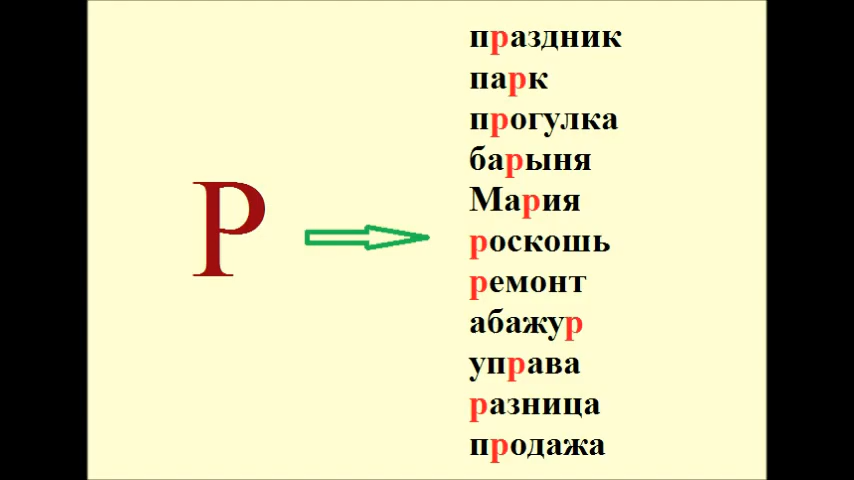 Р
праздник
парк
прогулка
барыня
Мария
роскошь
ремонт
абажур
управа
разница
продажа